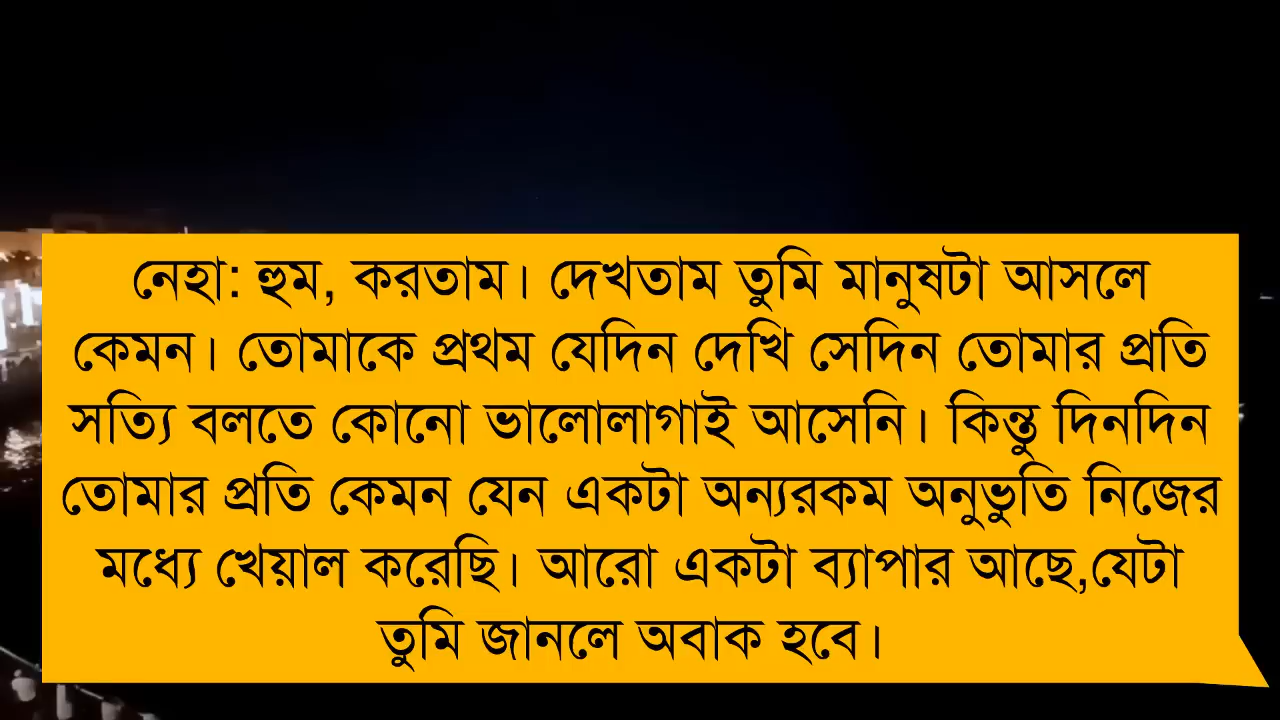 নেহা: হুম, করতাম। দেখতাম তুমি মানুষটা আসলে
কেমন। তোমাকে প্রথম যেদিন দেখি সেদিন তোমার প্রতি
সত্যি বলতে কোনো ভালোলাগাই আসেনি। কিন্তু দিনদিন
তোমার প্রতি কেমন যেন একটা অন্যরকম অনুভুতি নিজের
মধ্যে খেয়াল করেছি। আরো একটা ব্যাপার আছে,যেটা
তুমি জানলে অবাক হবে।